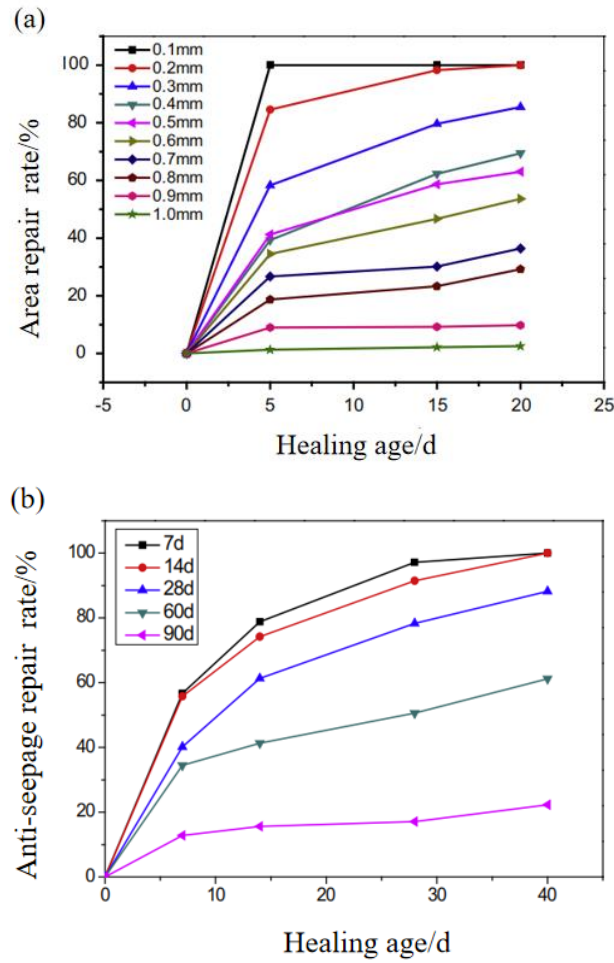 (a)
100
80
60
40
20
0
0.1mm
0.2mm
0.3mm
0.4mm
0.5mm
0.6mm
0.7mm
0.8mm
0.9mm
1.0mm
Area repair rate/%
-5 0 5 10 15 20 25
Healing age/d
(b)
100
80
60
40
20
0
7d
14d
28d
60d
90d
Anti-seepage repair rate/%
0 10 20 30 40
Healing age/d